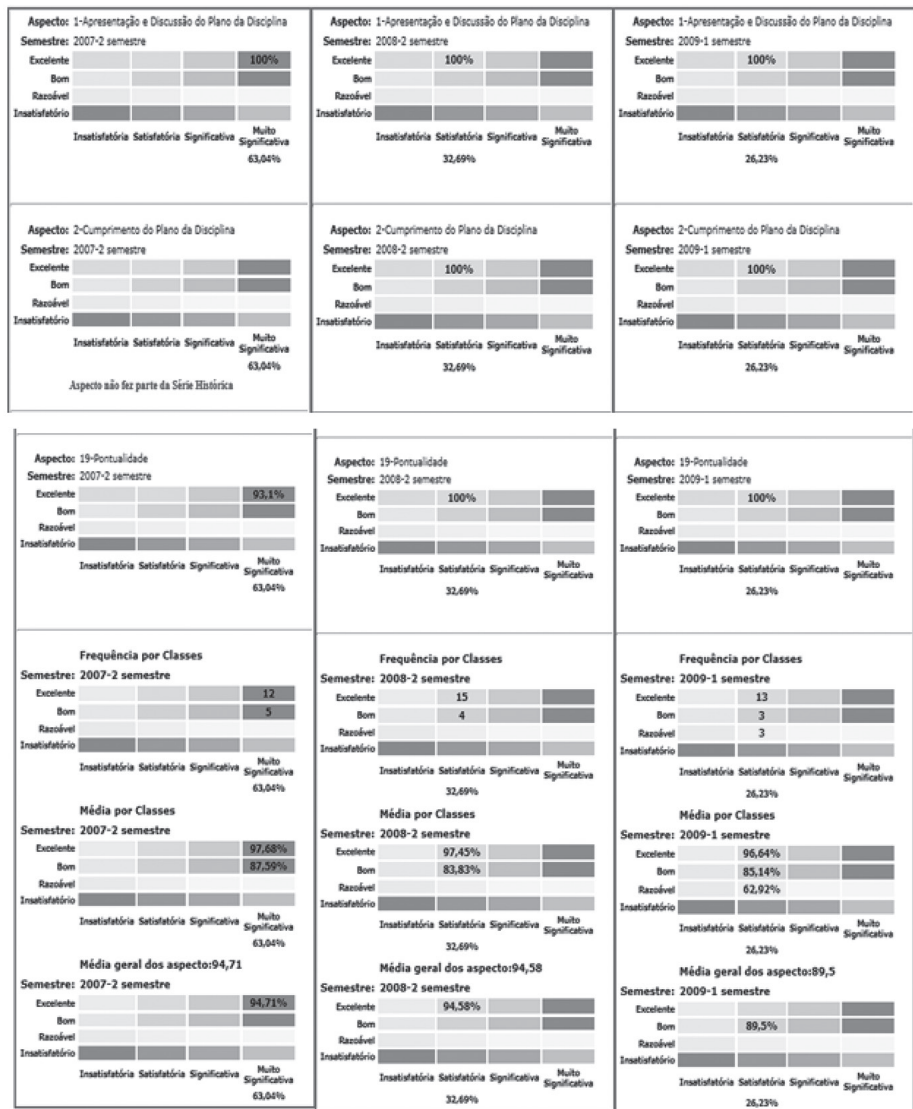 Aspecto: 1-Apresentação e Discussão do Plano da Disciplina
Semestre: 2007-2 semestre
Excelente 100%
Bom
Razoável
Insatisfatório
Insatisfatória Satisfatória Significativa Muito Significativa
63,04%
Aspecto: 1-Apresentação e Discussão do Plano da Disciplina
Semestre: 2008-2 semestre
Excelente 100%
Bom
Razoável
Insatisfatório
Insatisfatória Satisfatória Significativa Muito Significativa
32,69%
Aspecto: 1-Apresentação e Discussão do Plano da Disciplina
Semestre: 2009-1 semestre
Excelente 100%
Bom
Razoável
Insatisfatório
Insatisfatória Satisfatória Significativa Muito Significativa
26,23%
Aspecto: 2-Cumprimento do Plano da Disciplina
Semestre: 2007-2 semestre
Excelente
Bom
Razoável
Insatisfatório
Insatisfatória Satisfatória Significativa Muito Significativa
63,04%
Aspecto não fez parte da Série Histórica
Aspecto: 2-Cumprimento do Plano da Disciplina
Semestre: 2008-2 semestre
Excelente 100%
Bom
Razoável
Insatisfatório
Insatisfatória Satisfatória Significativa Muito Significativa
32,69%
Aspecto: 2-Cumprimento do Plano da Disciplina
Semestre: 2009-1 semestre
Excelente 100%
Bom
Razoável
Insatisfatório
Insatisfatória Satisfatória Significativa Muito Significativa
26,23%
Aspecto: 19-Pontualidade
Semestre: 2007-2 semestre
Excelente 93,1%
Bom
Razoável
Insatisfatório
Insatisfatória Satisfatória Significativa Muito Significativa
63,04%
Aspecto: 19-Pontualidade
Semestre: 2008-2 semestre
Excelente 100%
Bom
Razoável
Insatisfatório
Insatisfatória Satisfatória Significativa Muito Significativa
32,69%
Aspecto: 19-Pontualidade
Semestre: 2009-1 semestre
Excelente 100%
Bom
Razoável
Insatisfatório
Insatisfatória Satisfatória Significativa Muito Significativa
26,23%
Frequência por Classes
Semestre: 2007-2 semestre
Excelente 12
Bom 5
Razoável
Insatisfatório
Insatisfatória Satisfatória Significativa Muito Significativa
63,04%
Média por Classes
Semestre: 2007-2 semestre
Excelente 97,68%
Bom 87,59%
Razoável
Insatisfatório
Insatisfatória Satisfatória Significativa Muito Significativa
63,04%
Média geral dos aspecto:94,71
Semestre: 2007-2 semestre
Excelente 94,71%
Bom
Razoável
Insatisfatório
Insatisfatória Satisfatória Significativa Muito Significativa
63,04%
Frequência por Classes
Semestre: 2008-2 semestre
Excelente 15
Bom 4
Razoável
Insatisfatório
Insatisfatória Satisfatória Significativa Muito Significativa
32,69%
Média por Classes
Semestre: 2008-2 semestre
Excelente 97,45%
Bom 83,83%
Razoável
Insatisfatório
Insatisfatória Satisfatória Significativa Muito Significativa
32,69%
Média geral dos aspecto:94,58
Semestre: 2008-2 semestre
Excelente 94,58%
Bom
Razoável
Insatisfatório
Insatisfatória Satisfatória Significativa Muito Significativa
32,69%
Frequência por Classes
Semestre: 2009-1 semestre
Excelente 13
Bom 3
Razoável 3
Insatisfatório
Insatisfatória Satisfatória Significativa Muito Significativa
26,23%
Média por Classes
Semestre: 2009-1 semestre
Excelente 96,64%
Bom 85,14%
Razoável 62,92%
Insatisfatório
Insatisfatória Satisfatória Significativa Muito Significativa
26,23%
Média geral dos aspecto:89,5
Semestre: 2009-1 semestre
Excelente
Bom 89,5%
Razoável
Insatisfatório
Insatisfatória Satisfatória Significativa Muito Significativa
26,23%